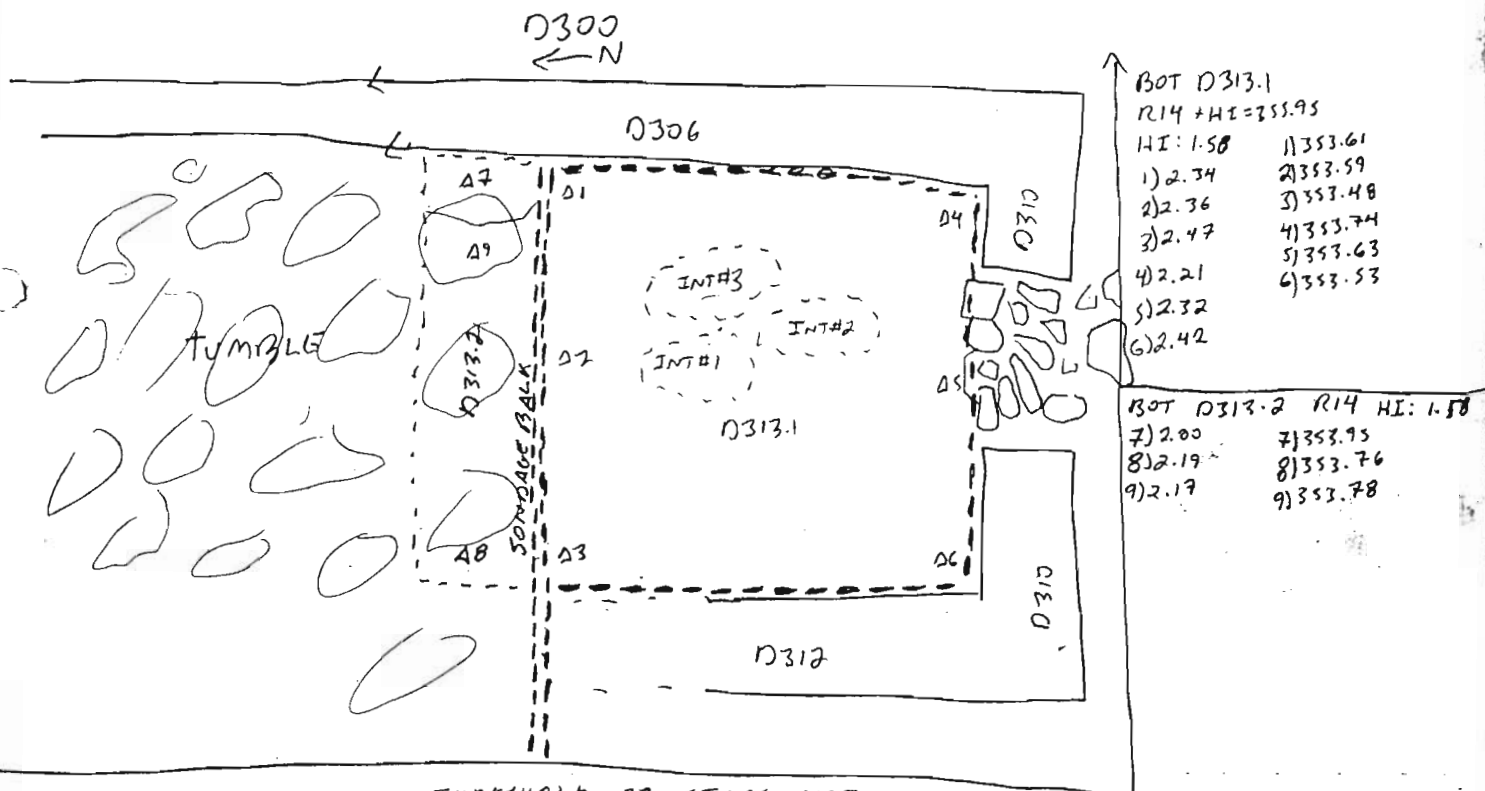 D300
←N
D306
BOT D313.1
R14 +HI=355.95
HI: 1.58
1) 2.34
2) 2.36
3) 2.47
4) 2.21
5) 2.32
6) 2.42
1) 353.61
2) 353.59
3) 353.48
4) 353.74
5) 353.63
6) 353.53
BOT D313.2 R14 HI: 1.58
7) 2.00
8) 2.19
9) 2.17
7) 353.95
8) 353.76
9) 353.78
Δ7
Δ1
Δ4
D310
Δ9
INT#3
INT#2
TUMBLE
D313.2
SONDAGE BALK
Δ2
INT#1
Δ5
D313.1
Δ8
Δ3
Δ6
D310
D312